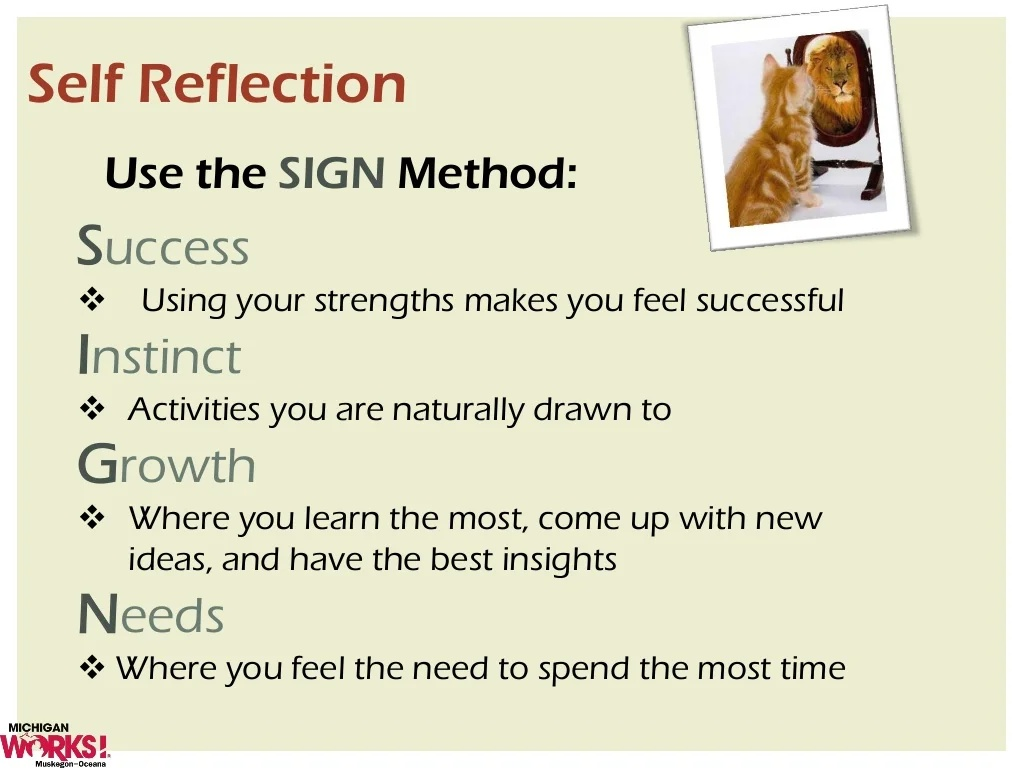 Self Reflection
Use the SIGN Method:
Success
❖ Using your strengths makes you feel successful
Instinct
❖ Activities you are naturally drawn to
Growth
❖ Where you learn the most, come up with new
ideas, and have the best insights
Needs
❖ Where you feel the need to spend the most time
MICHIGAN
WORKS!
Muskegon-Oceana